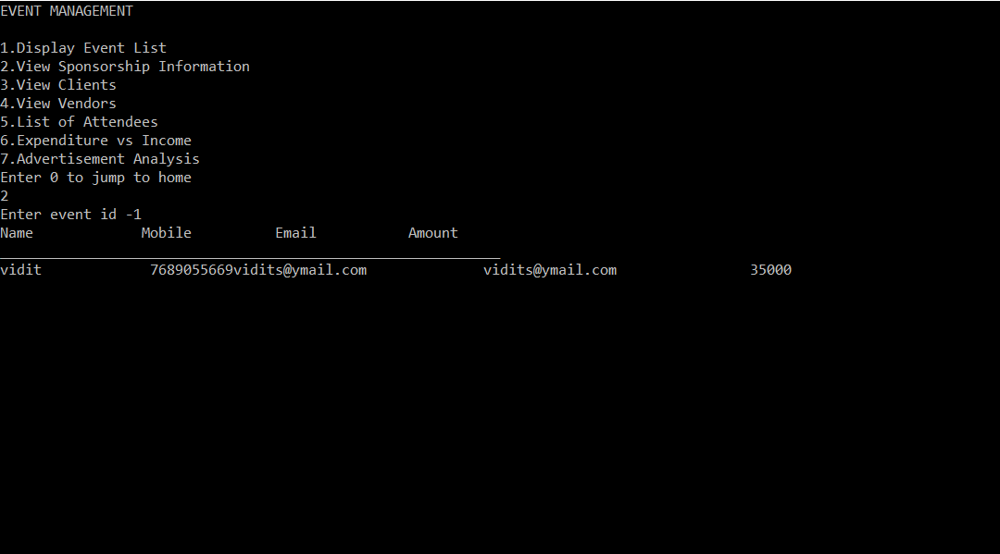 EVENT MANAGEMENT
1.Display Event List
2.View Sponsorship Information
3.View Clients
4.View Vendors
5.List of Attendees
6.Expenditure vs Income
7.Advertisement Analysis
Enter 0 to jump to home
2
Enter event id -1
Name Mobile Email Amount
vidit 7689055669vidits@ymail.com vidits@ymail.com 35000